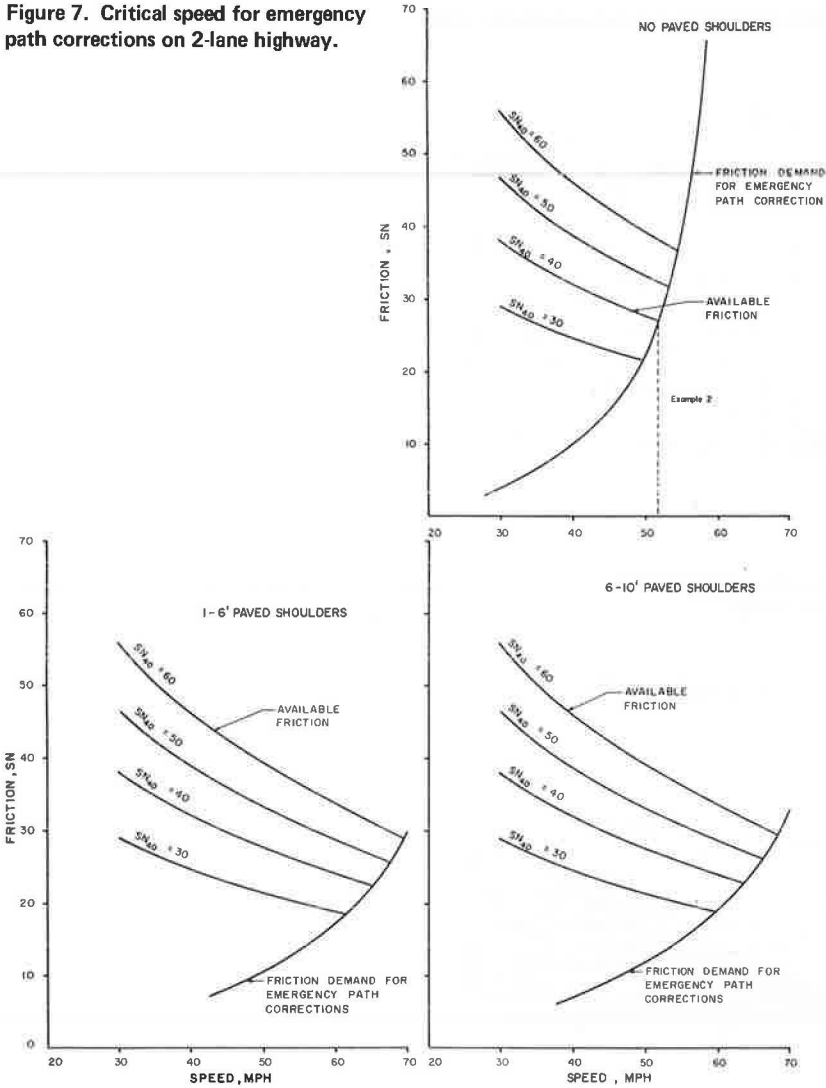 Figure 7. Critical speed for emergency
path corrections on 2-lane highway.
NO PAVED SHOULDERS
70
60
50
40
30
20
10
FRICTION, SN
SN40 = 60
SN40 = 50
SN40 = 40
SN40 = 30
FRICTION DEMAND
FOR EMERGENCY
PATH CORRECTION
AVAILABLE
FRICTION
Example 2
20 30 40 50 60 70
1-6' PAVED SHOULDERS
70
60
50
40
30
20
10
0
FRICTION, SN
SN40 = 60
SN40 = 50
SN40 = 40
SN40 = 30
AVAILABLE
FRICTION
FRICTION DEMAND FOR
EMERGENCY PATH
CORRECTIONS
20 30 40 50 60 70
SPEED, MPH
6-10' PAVED SHOULDERS
SN40 = 60
SN40 = 50
SN40 = 40
SN40 = 30
AVAILABLE
FRICTION
FRICTION DEMAND FOR
EMERGENCY PATH
CORRECTIONS
20 30 40 50 60 70
SPEED, MPH